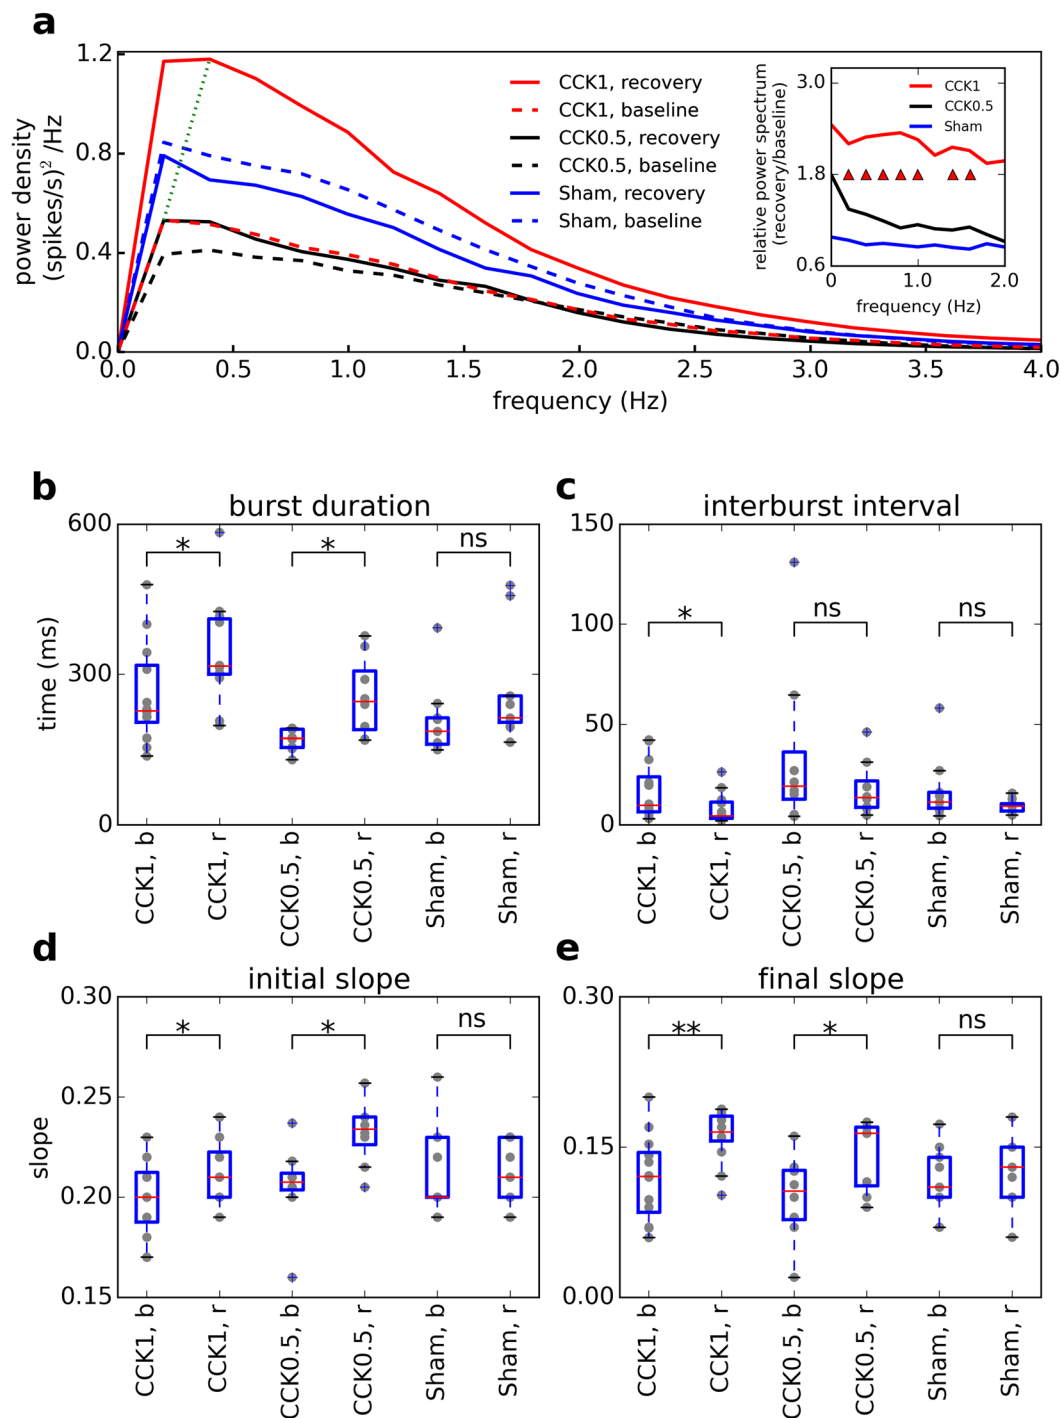 a
power density
(spikes/s)² /Hz
1.2
0.8
0.4
0.0
0.0 0.5 1.0 1.5 2.0 2.5 3.0 3.5 4.0
frequency (Hz)
CCK1, recovery
CCK1, baseline
CCK0.5, recovery
CCK0.5, baseline
Sham, recovery
Sham, baseline
relative power spectrum
(recovery/baseline)
3.0
1.8
0.6
0 1.0 2.0
frequency (Hz)
CCK1
CCK0.5
Sham
b
burst duration
time (ms)
600
300
0
* * ns
CCK1, b
CCK1, r
CCK0.5, b
CCK0.5, r
Sham, b
Sham, r
c
interburst interval
150
100
50
0
* ns ns
CCK1, b
CCK1, r
CCK0.5, b
CCK0.5, r
Sham, b
Sham, r
d
initial slope
slope
0.30
0.25
0.20
0.15
* * ns
CCK1, b
CCK1, r
CCK0.5, b
CCK0.5, r
Sham, b
Sham, r
e
final slope
0.30
0.15
0.00
** * ns
CCK1, b
CCK1, r
CCK0.5, b
CCK0.5, r
Sham, b
Sham, r